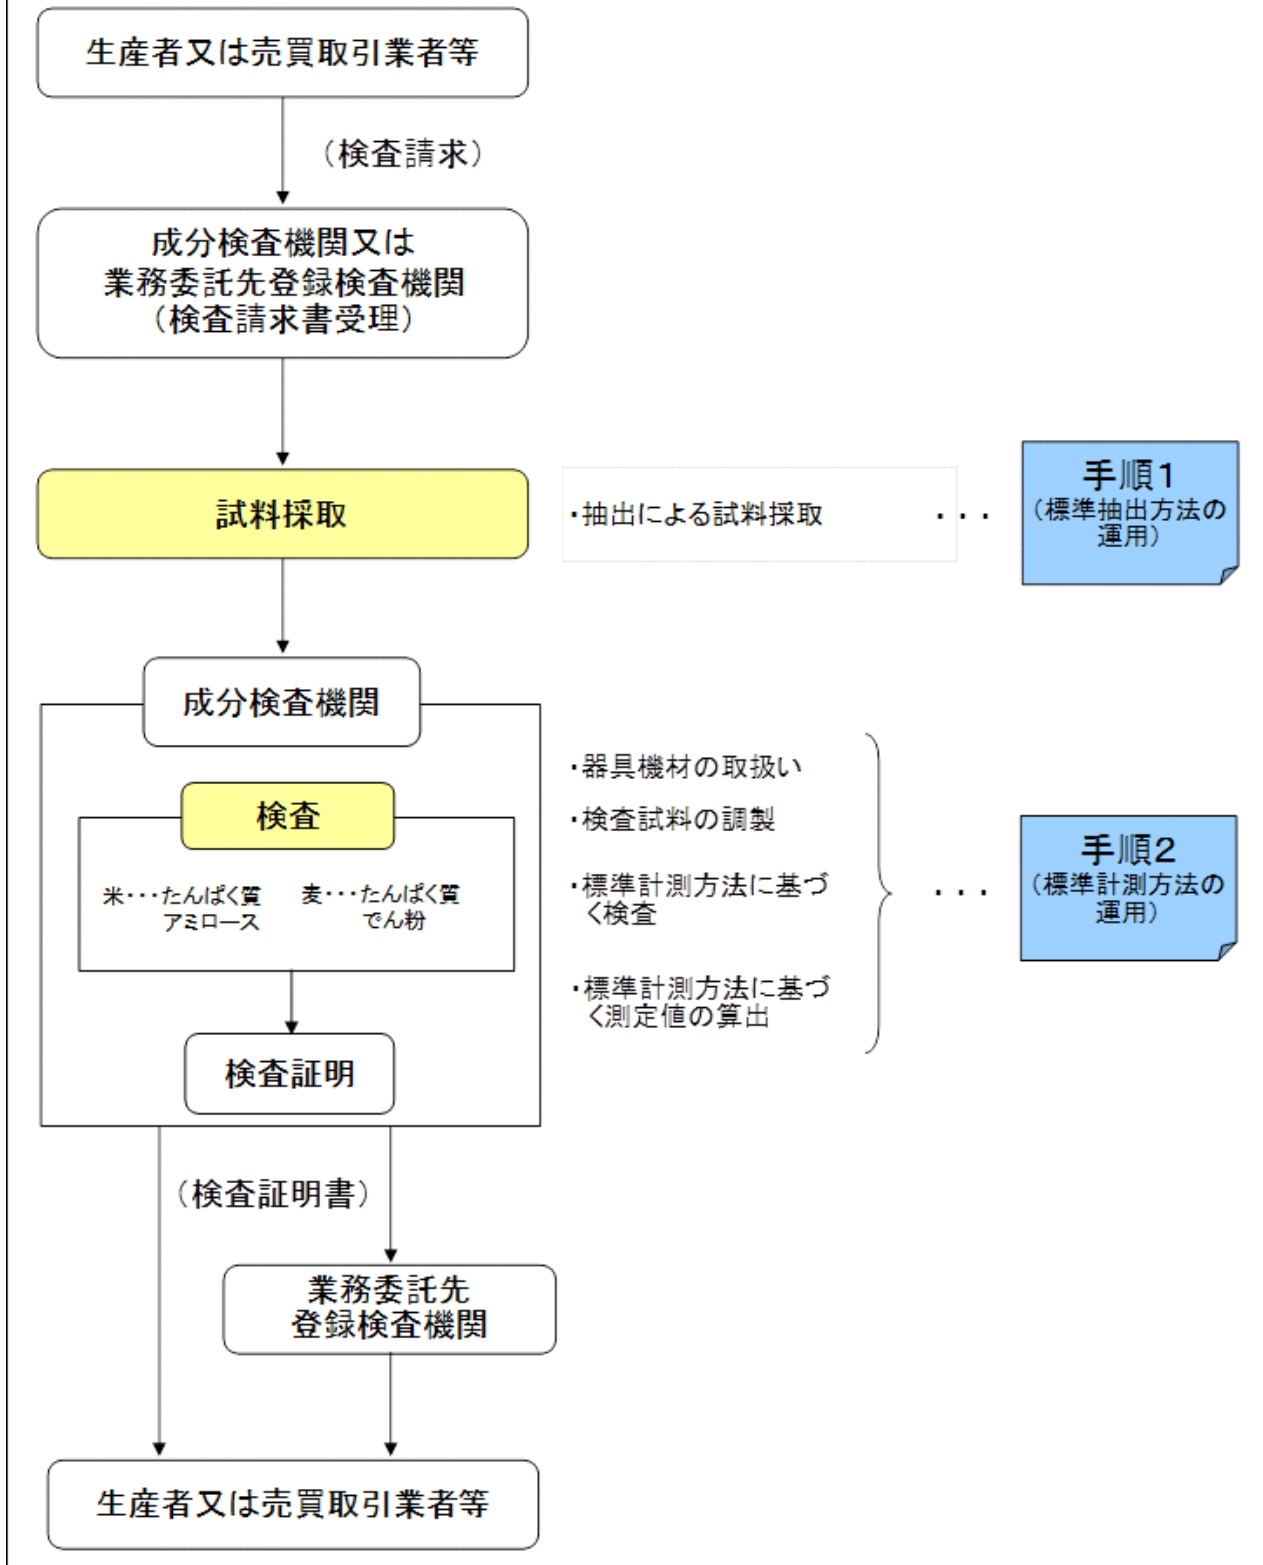 生産者又は売買取引業者等
（検査請求）
成分検査機関又は
業務委託先登録検査機関
（検査請求書受理）
試料採取
・抽出による試料採取
・・・
手順１
（標準抽出方法の
運用）
成分検査機関
検査
米・・・たんぱく質
アミロース
麦・・・たんぱく質
でん粉
検査証明
・器具機材の取扱い
・検査試料の調製
・標準計測方法に基づ
く検査
・標準計測方法に基づ
く測定値の算出
・・・
手順２
（標準計測方法の
運用）
（検査証明書）
業務委託先
登録検査機関
生産者又は売買取引業者等